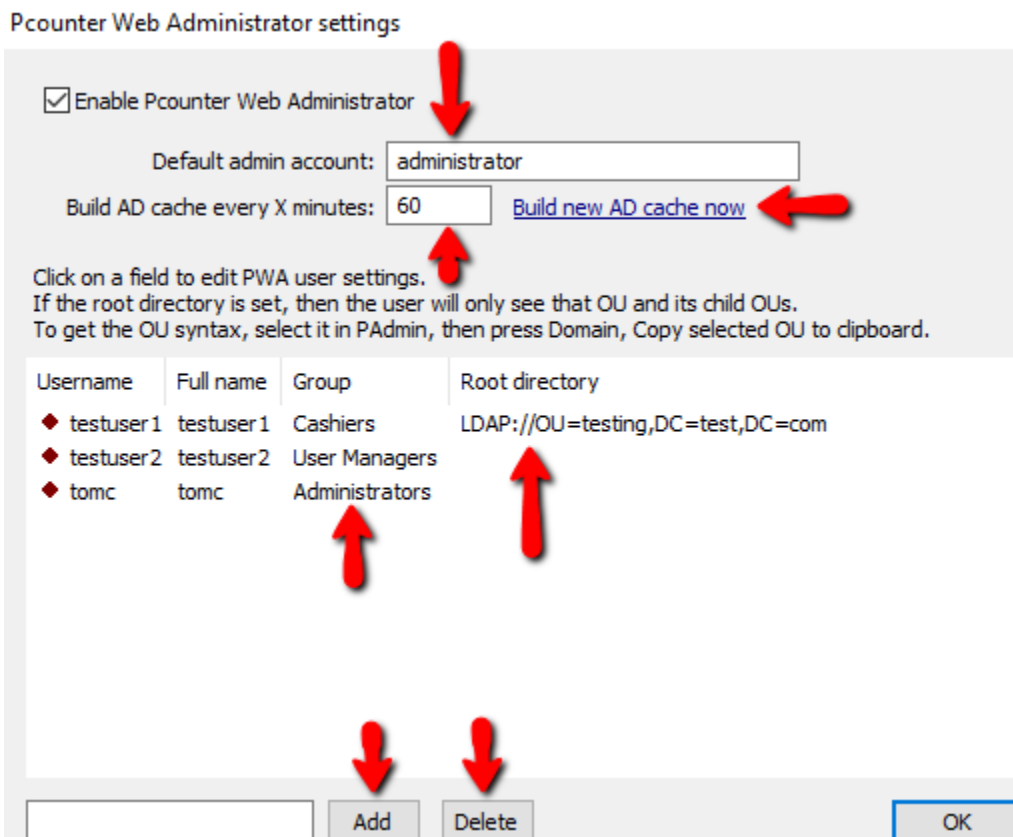 Pcounter Web Administrator settings
Enable Pcounter Web Administrator
Default admin account: administrator
Build AD cache every X minutes: 60 Build new AD cache now
Click on a field to edit PWA user settings.
If the root directory is set, then the user will only see that OU and its child OUs.
To get the OU syntax, select it in PAdmin, then press Domain, Copy selected OU to clipboard.
Username Full name Group Root directory
testuser1 testuser1 Cashiers LDAP://OU=testing,DC=test,DC=com
testuser2 testuser2 User Managers
tomc tomc Administrators
Add Delete OK